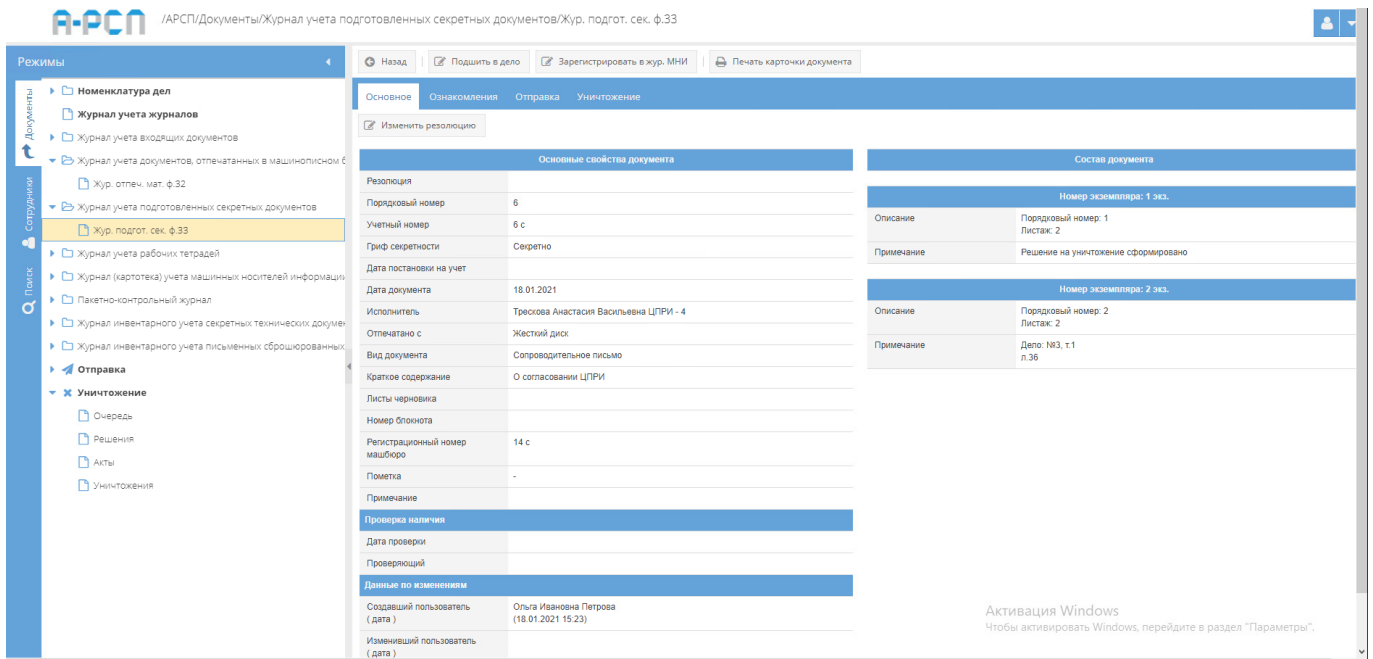 А-РСП
/АРСП/Документы/Журнал учета подготовленных секретных документов/Жур. подгот. сек. ф.33
Режимы
Документы
Сотрудники
Поиск
Номенклатура дел
Журнал учета журналов
Журнал учета входящих документов
Журнал учета документов, отпечатанных в машинописном б
Жур. отпеч. мат. ф.32
Журнал учета подготовленных секретных документов
Жур. подгот. сек. ф.33
Журнал учета рабочих тетрадей
Журнал (картотека) учета машинных носителей информации
Пакетно-контрольный журнал
Журнал инвентарного учета секретных технических докумен
Журнал инвентарного учета письменных сброшюрованных
Отправка
Уничтожение
Очередь
Решения
Акты
Уничтожения
Назад
Подшить в дело
Зарегистрировать в жур. МНИ
Печать карточки документа
Основное Ознакомления Отправка Уничтожение
Изменить резолюцию
Основные свойства документа
Резолюция
Порядковый номер 6
Учетный номер 6 с
Гриф секретности Секретно
Дата постановки на учет
Дата документа 18.01.2021
Исполнитель Трескова Анастасия Васильевна ЦПРИ - 4
Отпечатано с Жесткий диск
Вид документа Сопроводительное письмо
Краткое содержание О согласовании ЦПРИ
Листы черновика
Номер блокнота
Регистрационный номер 14 с
машбюро
Пометка -
Примечание
Проверка наличия
Дата проверки
Проверяющий
Данные по изменениям
Создавший пользователь Ольга Ивановна Петрова
( дата ) (18.01.2021 15:23)
Изменивший пользователь
( дата )
Состав документа
Номер экземпляра: 1 экз.
Описание Порядковый номер: 1
Листаж: 2
Примечание Решение на уничтожение сформировано
Номер экземпляра: 2 экз.
Описание Порядковый номер: 2
Листаж: 2
Примечание Дело: №3, т.1
л.36
Активация Windows
Чтобы активировать Windows, перейдите в раздел "Параметры".